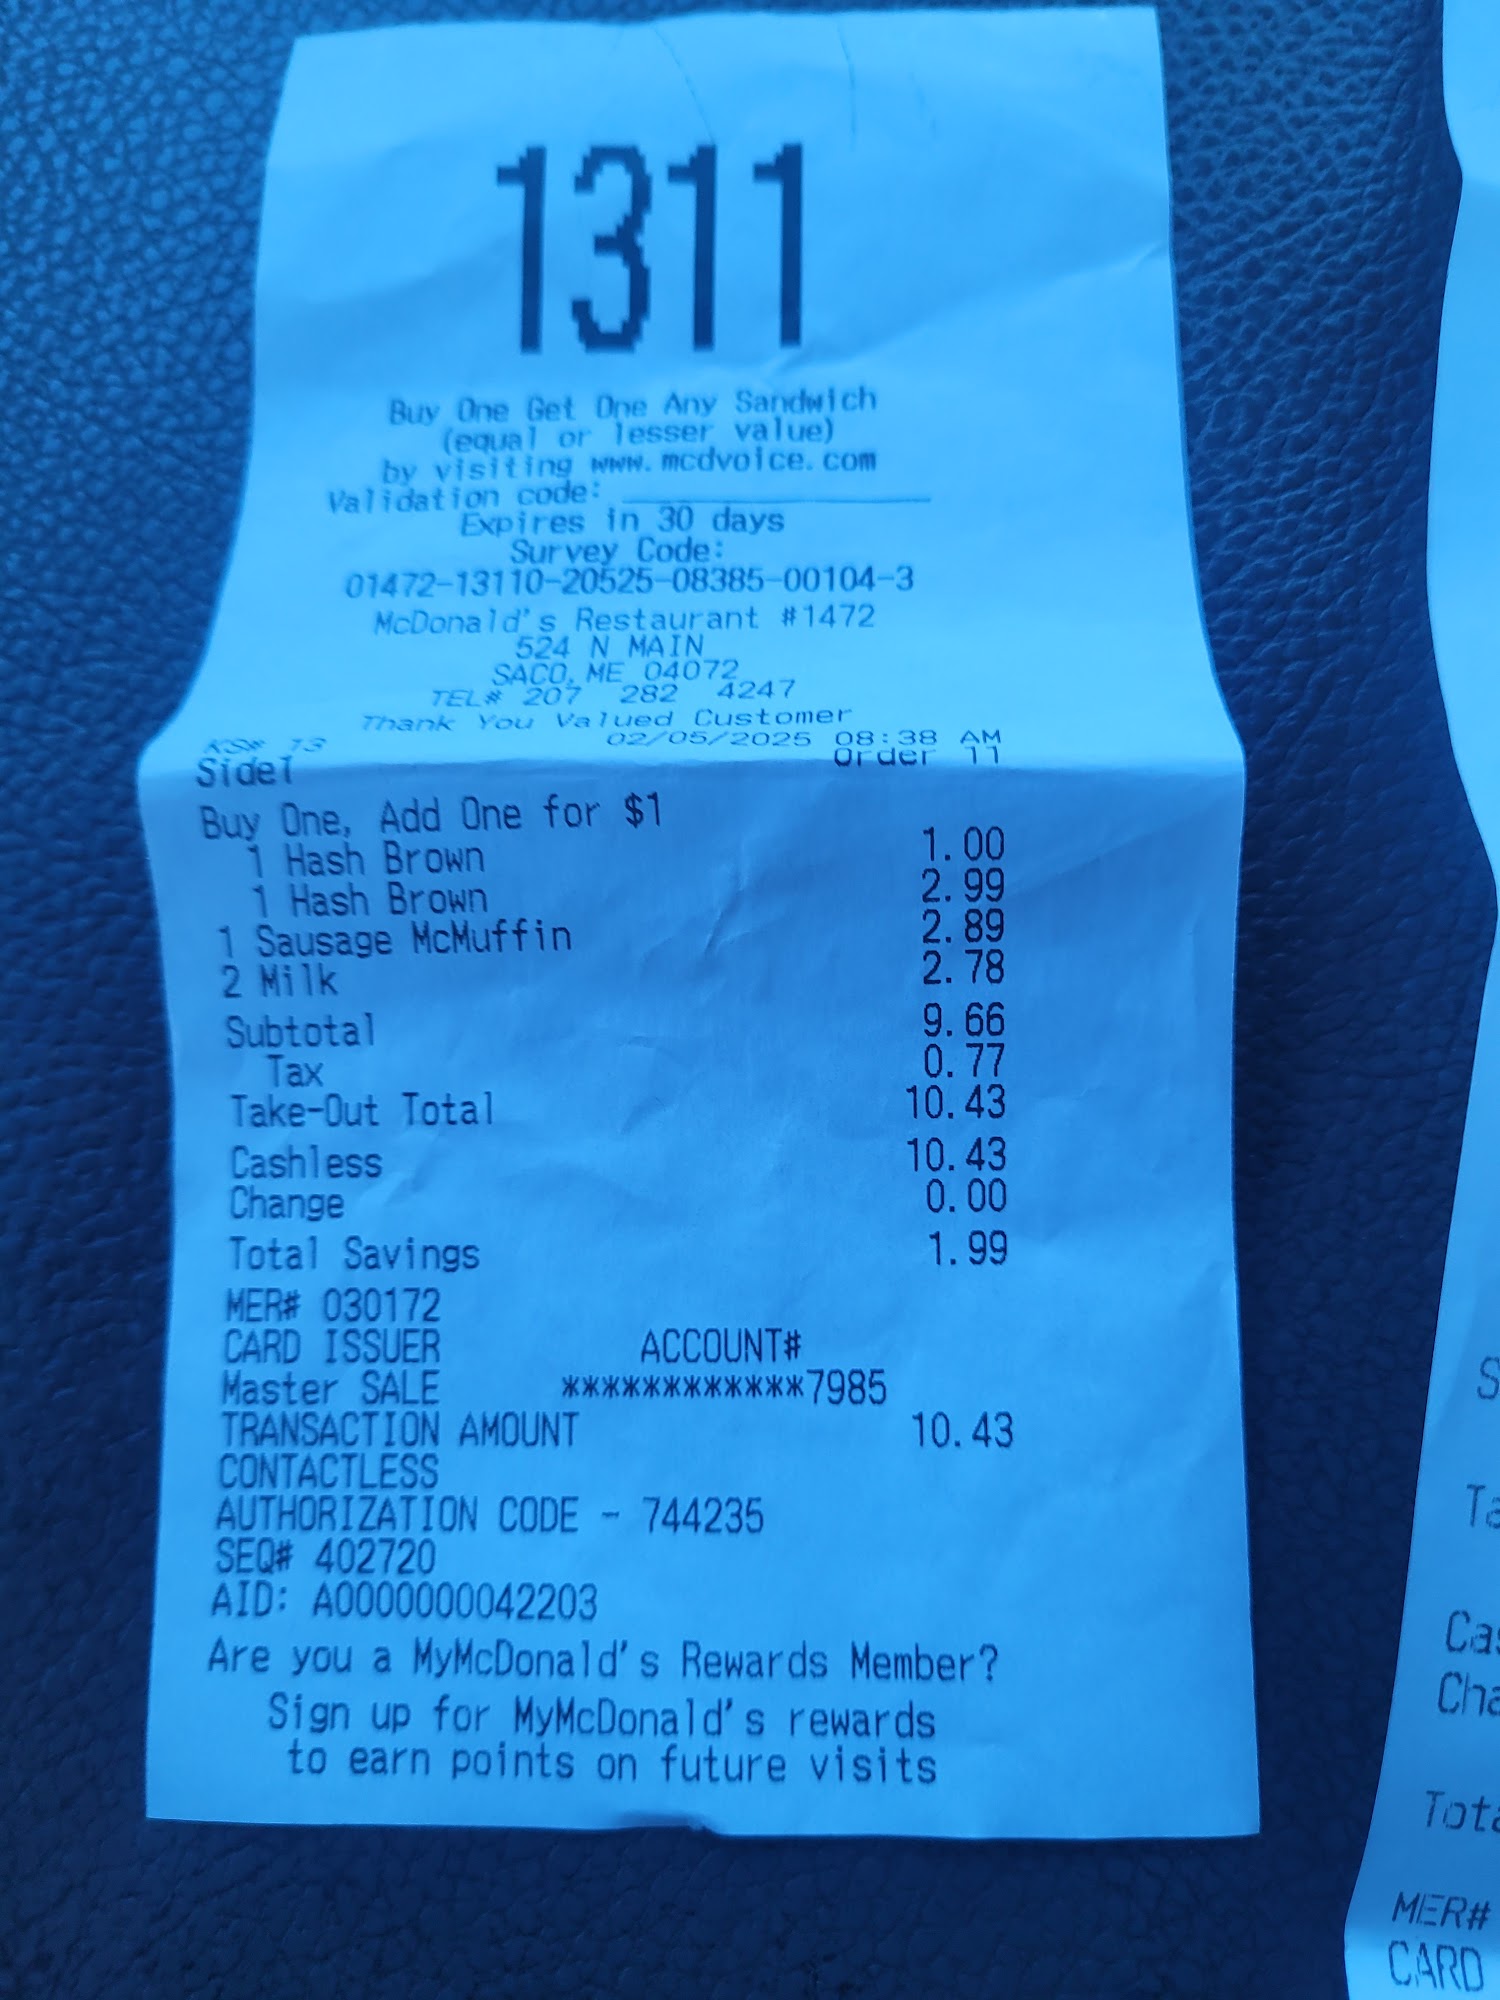 1311
Buy One Get One Any Sandwich
(equal or lesser value)
by visiting www.mcdvoice.com
Validation code:
Expires in 30 days
Survey Code:
01472-13110-20525-08385-00104-3
McDonald's Restaurant #1472
524 N MAIN
SACO, ME 04072
TEL# 207 282 4247
Thank You Valued Customer
KS# 13 02/05/2025 08:38 AM
Side1 Order 11
Buy One, Add One for $1
1 Hash Brown 1.00
1 Hash Brown 2.99
1 Sausage McMuffin 2.89
2 Milk 2.78
Subtotal 9.66
Tax 0.77
Take-Out Total 10.43
Cashless 10.43
Change 0.00
Total Savings 1.99
MER# 030172
CARD ISSUER ACCOUNT#
Master SALE ************7985
TRANSACTION AMOUNT 10.43
CONTACTLESS
AUTHORIZATION CODE - 744235
SEQ# 402720
AID: A0000000042203
Are you a MyMcDonald's Rewards Member?
Sign up for MyMcDonald's rewards
to earn points on future visits
MER#
CARD